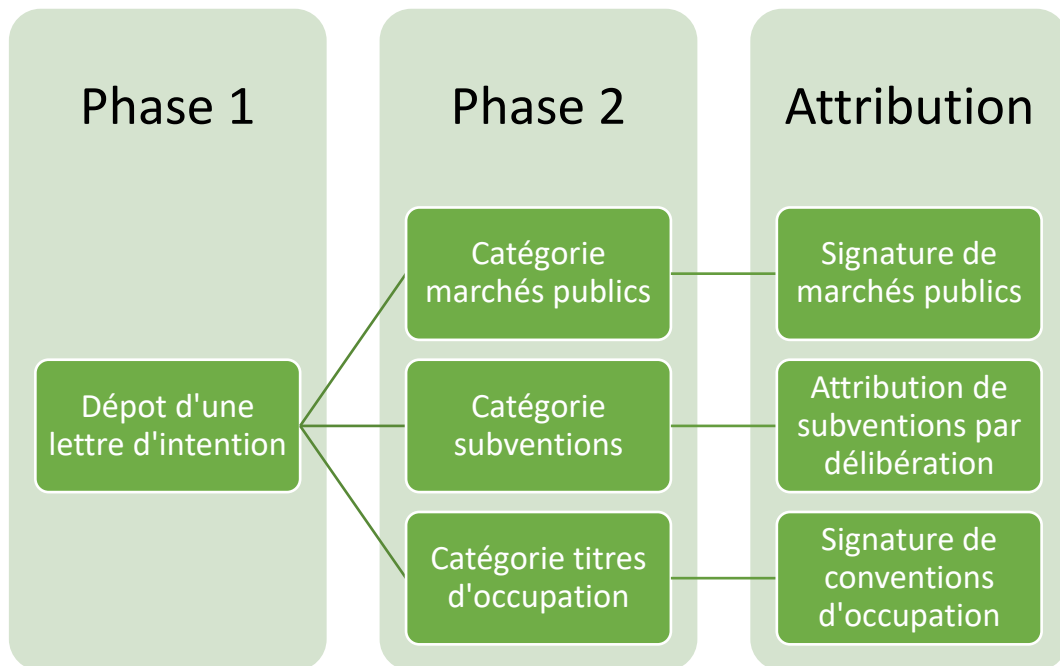 Phase 1
Dépot d'une
lettre d'intention
Phase 2
Catégorie
marchés publics
Catégorie
subventions
Catégorie titres
d'occupation
Attribution
Signature de
marchés publics
Attribution de
subventions par
délibération
Signature de
conventions
d'occupation